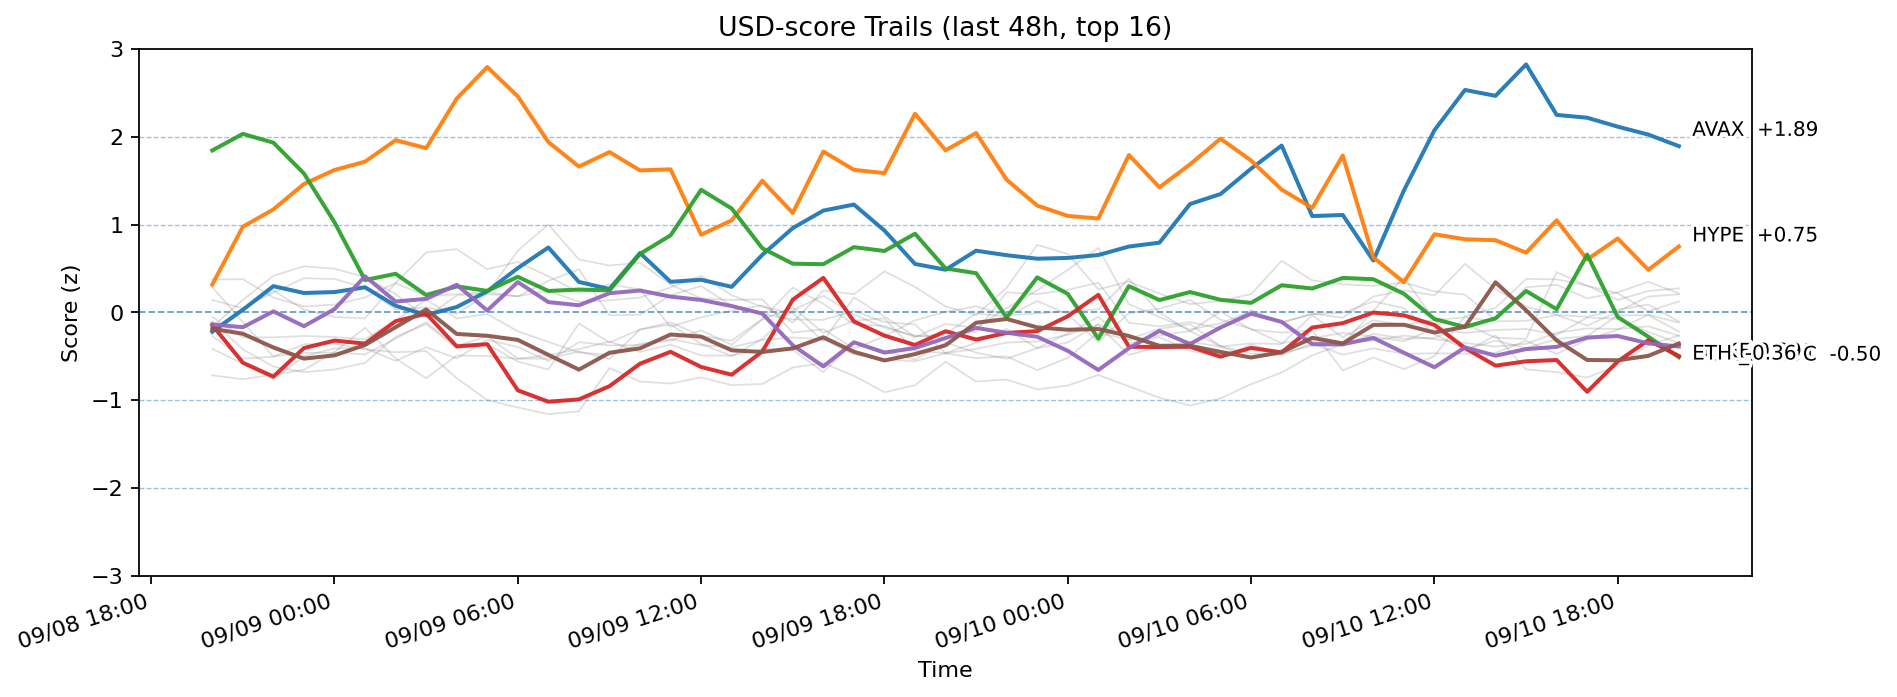 USD-score Trails (last 48h, top 16)
3
2
1
0
−1
−2
−3
Score (z)
AVAX +1.89
HYPE +0.75
ETH -0.36 C -0.50
09/08 18:00
09/09 00:00
09/09 06:00
09/09 12:00
09/09 18:00
09/10 00:00
09/10 06:00
09/10 12:00
09/10 18:00
Time